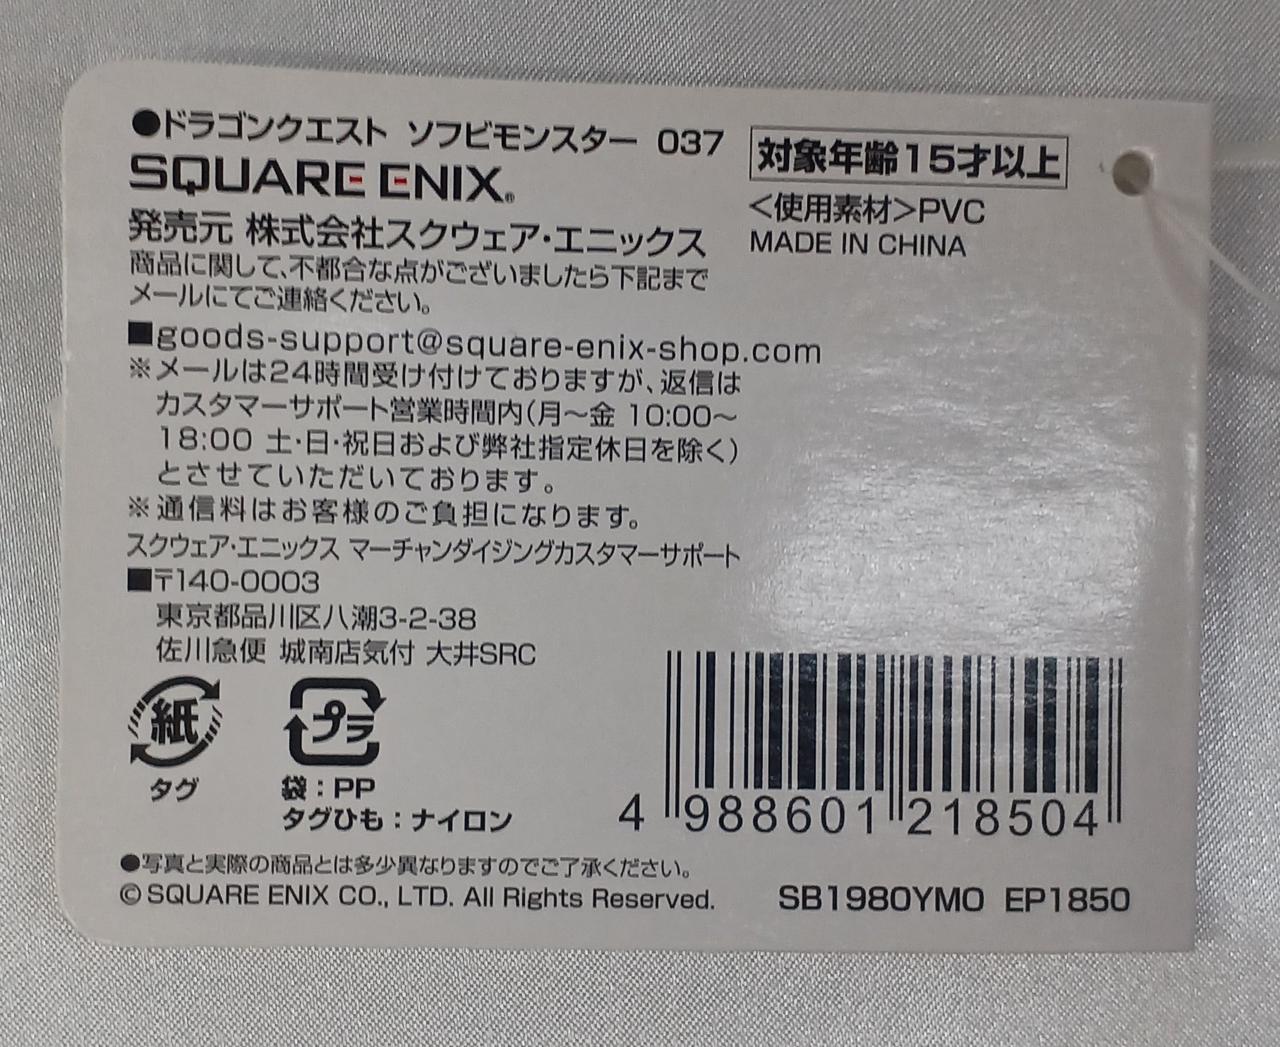 ●ドラゴンクエスト ソフビモンスター 037
SQUARE ENIX®
発売元 株式会社スクウェア・エニックス
商品に関して、不都合な点がございましたら下記まで
メールにてご連絡ください。
■goods-support@square-enix-shop.com
※メールは24時間受け付けておりますが、返信は
カスタマーサポート営業時間内(月～金 10:00～
18:00 土・日・祝日および弊社指定休日を除く)
とさせていただいております。
※通信料はお客様のご負担になります。
スクウェア・エニックス マーチャンダイジングカスタマーサポート
■〒140-0003
東京都品川区八潮3-2-38
佐川急便 城南店気付 大井SRC
対象年齢15才以上
<使用素材>PVC
MADE IN CHINA
紙
タグ
プラ
袋:PP
タグひも:ナイロン
4 988601 218504
●写真と実際の商品とは多少異なりますのでご了承ください。
© SQUARE ENIX CO., LTD. All Rights Reserved.
SB1980YMO EP1850